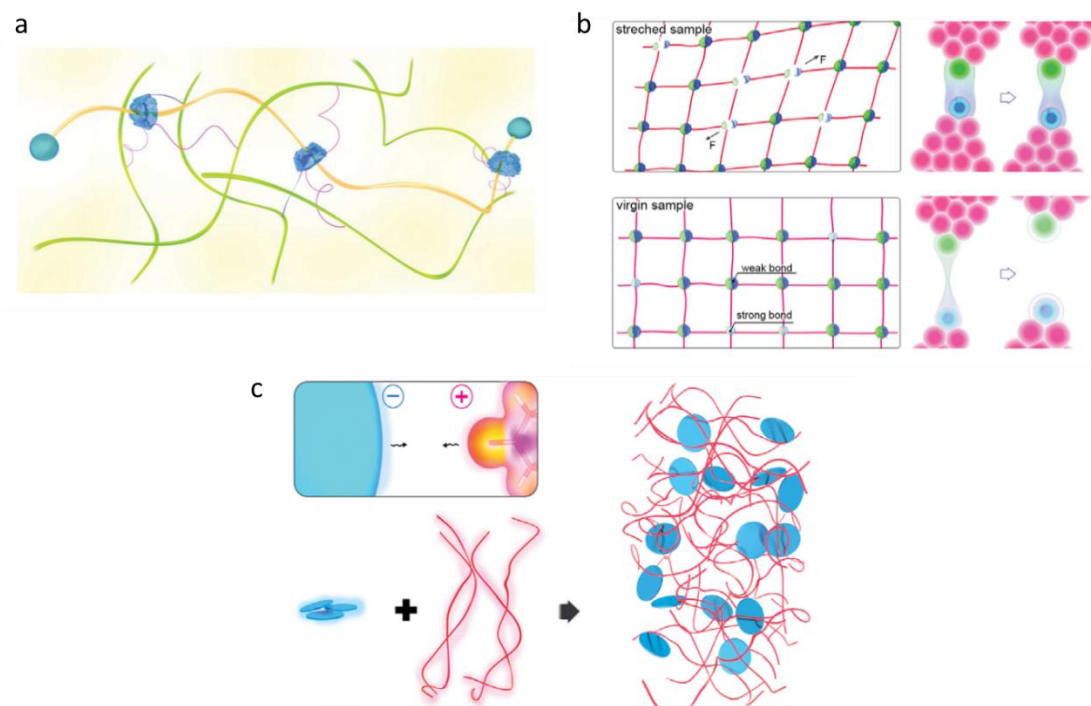 a
b
streched sample
F
F
virgin sample
weak bond
strong bond
c
−
+
+